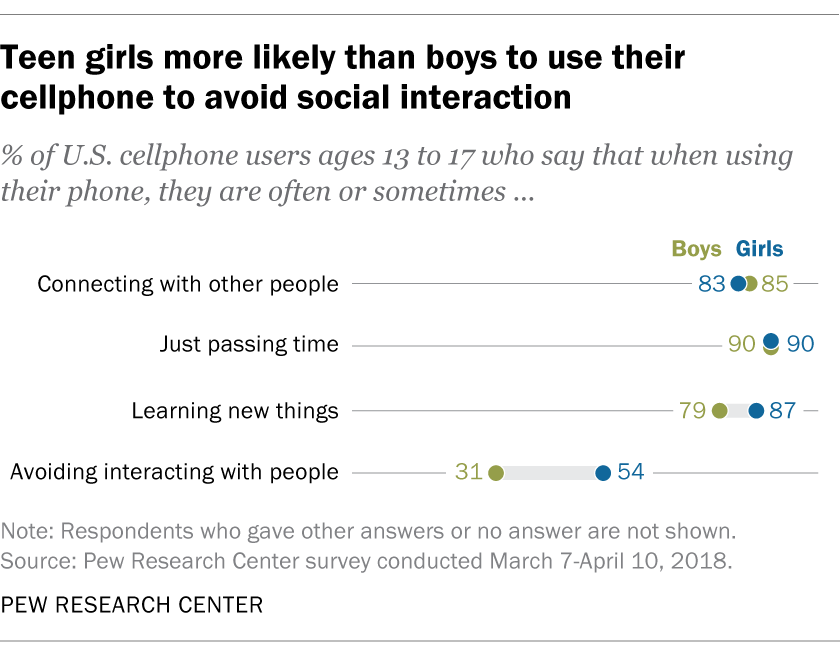 Teen girls more likely than boys to use their
cellphone to avoid social interaction
% of U.S. cellphone users ages 13 to 17 who say that when using
their phone, they are often or sometimes ...
Boys Girls
Connecting with other people 83 85
Just passing time 90 90
Learning new things 79 87
Avoiding interacting with people 31 54
Note: Respondents who gave other answers or no answer are not shown.
Source: Pew Research Center survey conducted March 7-April 10, 2018.
PEW RESEARCH CENTER